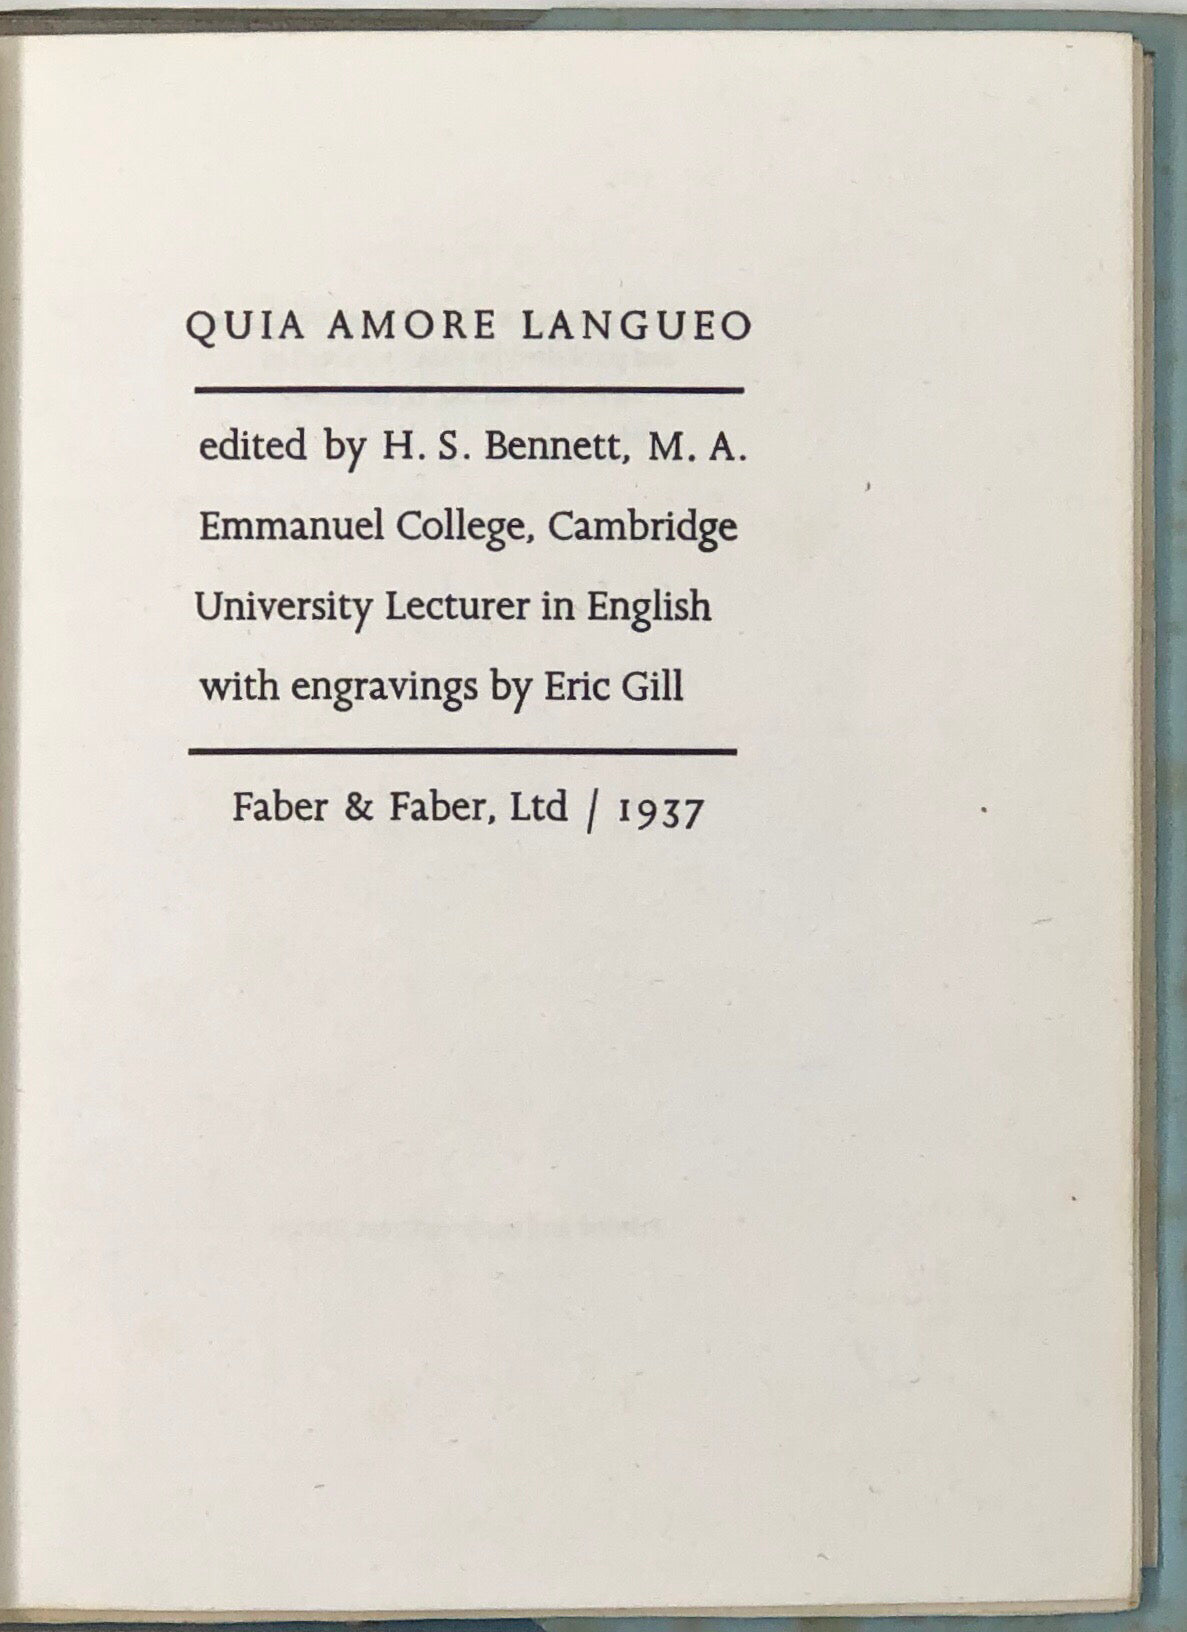 QUIA AMORE LANGUEO
edited by H. S. Bennett, M. A.
Emmanuel College, Cambridge
University Lecturer in English
with engravings by Eric Gill
Faber & Faber, Ltd / 1937